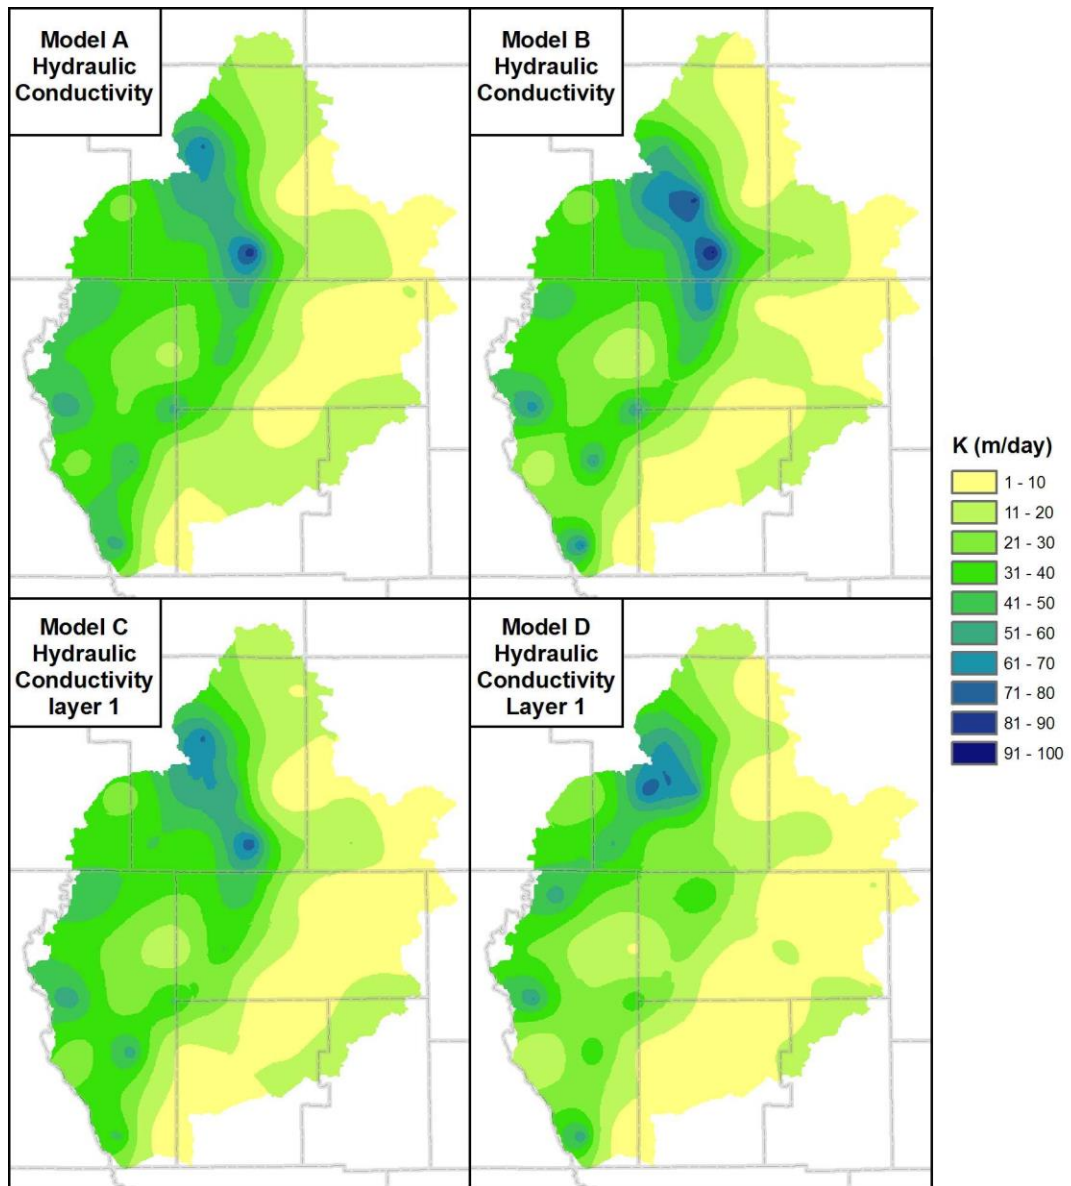 Model A
Hydraulic
Conductivity
Model B
Hydraulic
Conductivity
Model C
Hydraulic
Conductivity
layer 1
Model D
Hydraulic
Conductivity
Layer 1
K (m/day)
1 - 10
11 - 20
21 - 30
31 - 40
41 - 50
51 - 60
61 - 70
71 - 80
81 - 90
91 - 100